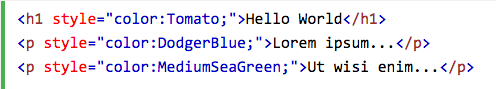 <h1 style="color:Tomato;">Hello World</h1>
<p style="color:DodgerBlue;">Lorem ipsum...</p>
<p style="color:MediumSeaGreen;">Ut wisi enim...</p>